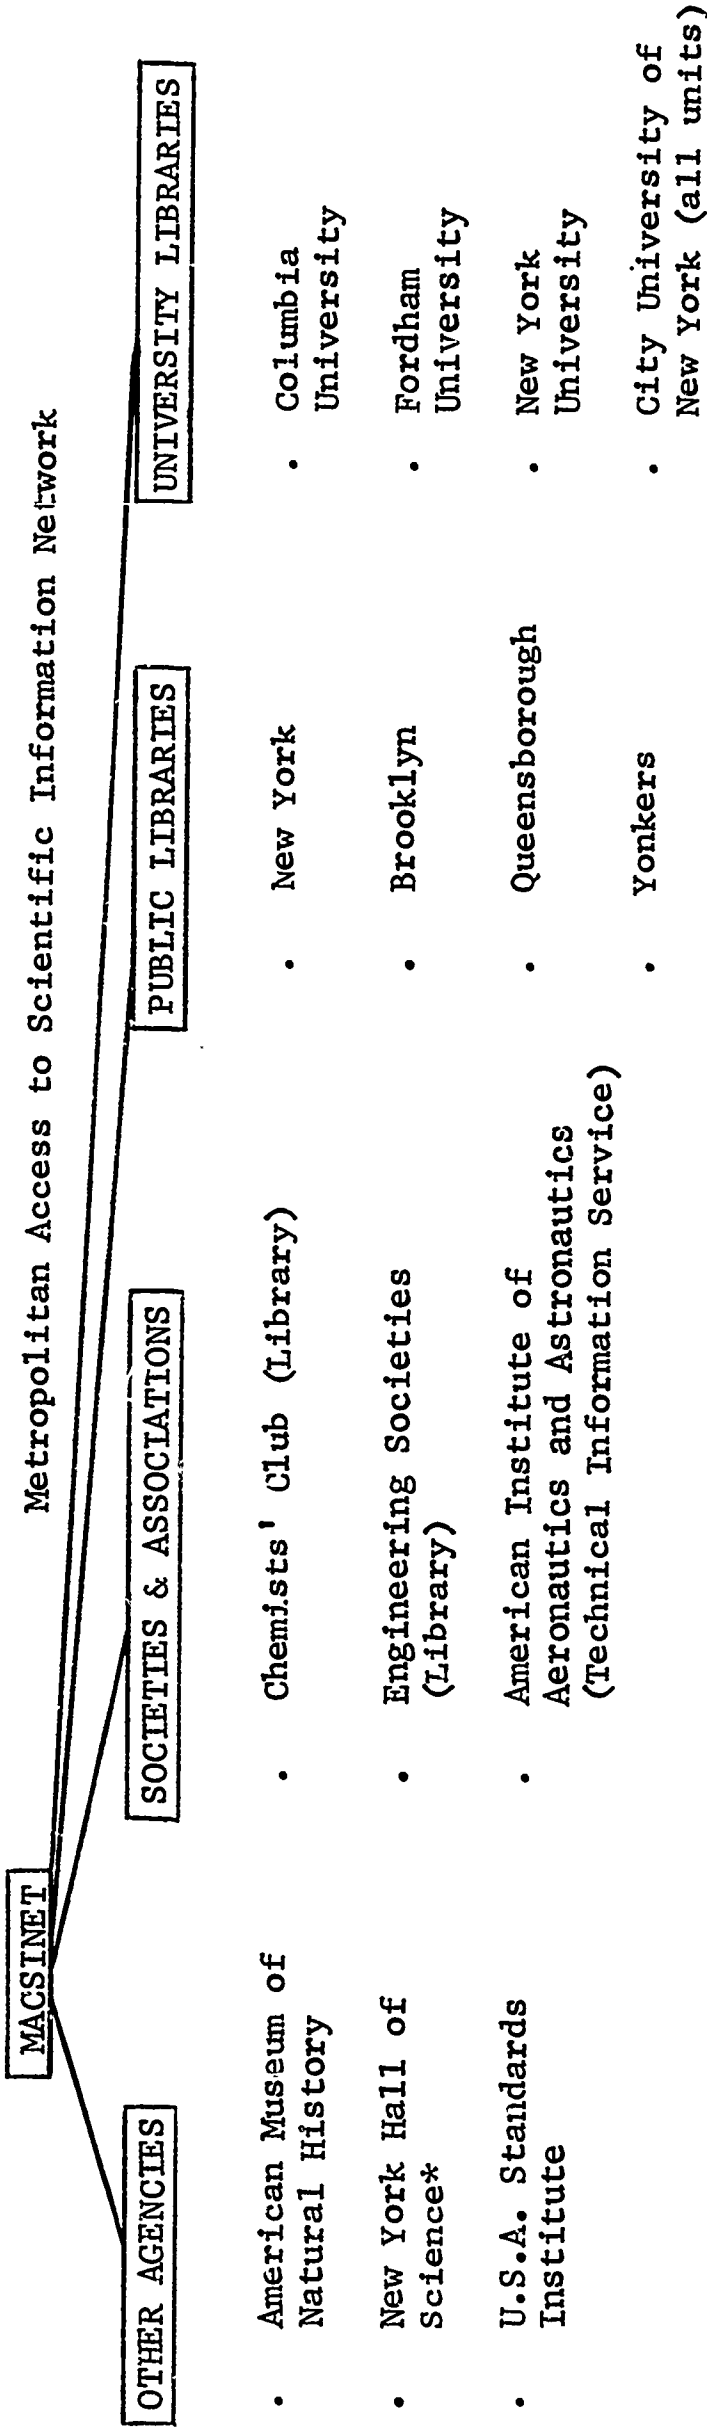 MACSINET
Metropolitan Access to Scientific Information Network
OTHER AGENCIES
• American Museum of
Natural History
• New York Hall of
Science*
• U.S.A. Standards
Institute
SOCIETIES & ASSOCIATIONS
• Chemists' Club (Library)
• Engineering Societies
(Library)
• American Institute of
Aeronautics and Astronautics
(Technical Information Service)
PUBLIC LIBRARIES
• New York
• Brooklyn
• Queensborough
• Yonkers
UNIVERSITY LIBRARIES
• Columbia
University
• Fordham
University
• New York
University
• City University of
New York (all units)